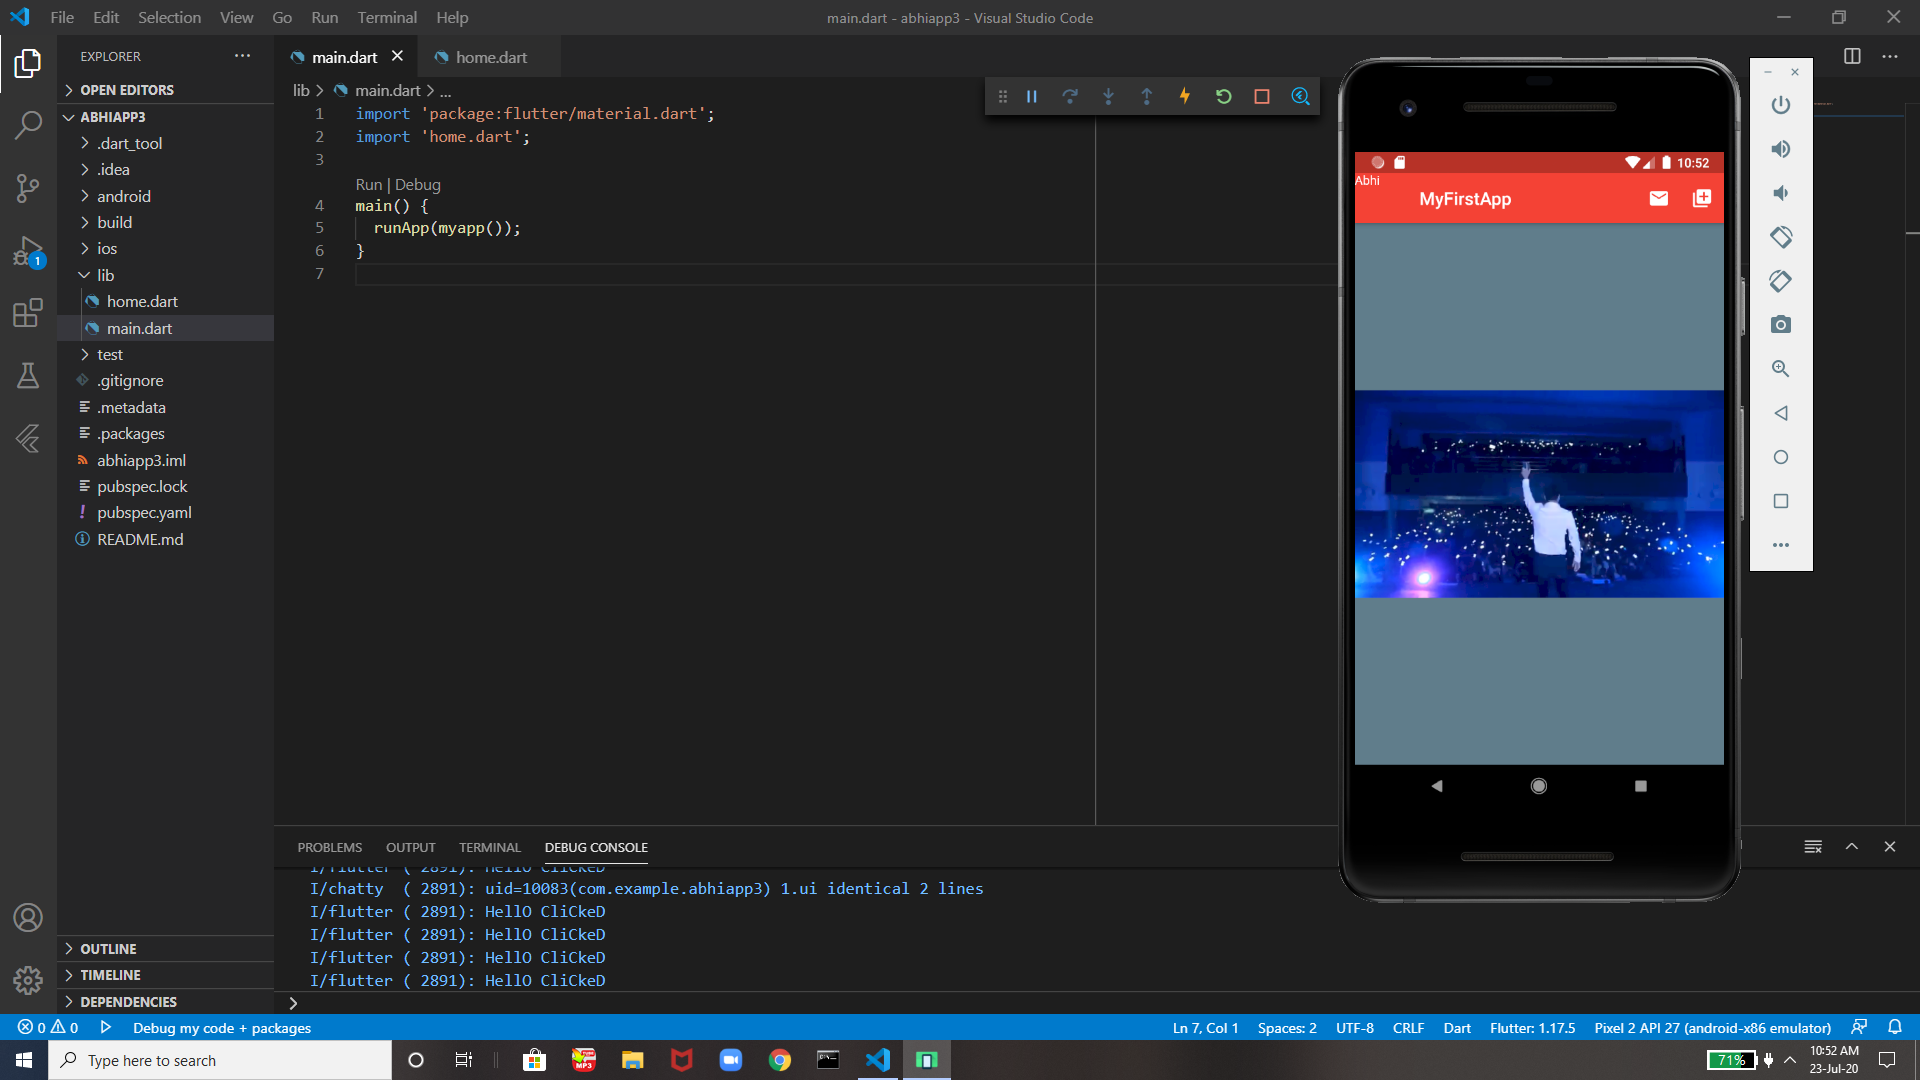 File Edit Selection View Go Run Terminal Help
main.dart - abhiapp3 - Visual Studio Code
EXPLORER
OPEN EDITORS
ABHIAPP3
.dart_tool
.idea
android
build
ios
lib
home.dart
main.dart
test
.gitignore
.metadata
.packages
abhiapp3.iml
pubspec.lock
pubspec.yaml
README.md
OUTLINE
TIMELINE
DEPENDENCIES
1
main.dart home.dart
lib > main.dart > ...
1 import 'package:flutter/material.dart';
2 import 'home.dart';
3
Run | Debug
4 main() {
5 runApp(myapp());
6 }
7
10:52
Abhi
MyFirstApp
PROBLEMS OUTPUT TERMINAL DEBUG CONSOLE
I/flutter ( 2891): HellO CliCkeD
I/chatty ( 2891): uid=10083(com.example.abhiapp3) 1.ui identical 2 lines
I/flutter ( 2891): HellO CliCkeD
I/flutter ( 2891): HellO CliCkeD
I/flutter ( 2891): HellO CliCkeD
I/flutter ( 2891): HellO CliCkeD
0 0 Debug my code + packages
Ln 7, Col 1 Spaces: 2 UTF-8 CRLF Dart Flutter: 1.17.5 Pixel 2 API 27 (android-x86 emulator)
Type here to search
MP3
71%
10:52 AM
23-Jul-20